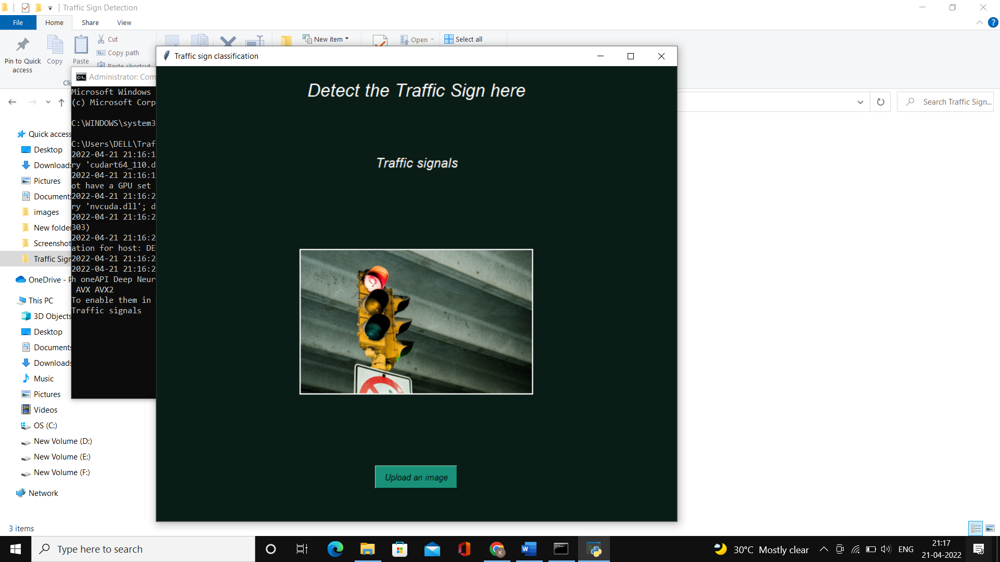 Traffic Sign Detection
File
Home
Share
View
Pin to Quick access
Copy
Paste
Cut
Copy path
Paste shortcut
New item
Open
Select all
Traffic sign classification
Administrator: Com
Microsoft Windows
(c) Microsoft Corp
C:\WINDOWS\system3
C:\Users\DELL\Traf
2022-04-21 21:16:1
ry 'cudart64_110.d
2022-04-21 21:16:1
ot have a GPU set
2022-04-21 21:16:2
ry 'nvcuda.dll'; d
2022-04-21 21:16:2
303)
2022-04-21 21:16:2
ation for host: DE
2022-04-21 21:16:2
2022-04-21 21:16:2
h oneAPI Deep Neur
AVX AVX2
To enable them in
Traffic signals
Detect the Traffic Sign here
Traffic signals
Upload an image
Search Traffic Sign...
Quick access
Desktop
Downloads
Pictures
Documents
images
New folder
Screenshot
Traffic Sign
OneDrive - P
This PC
3D Objects
Desktop
Documents
Downloads
Music
Pictures
Videos
OS (C:)
New Volume (D:)
New Volume (E:)
New Volume (F:)
Network
3 items
Type here to search
30°C Mostly clear
ENG
21:17
21-04-2022